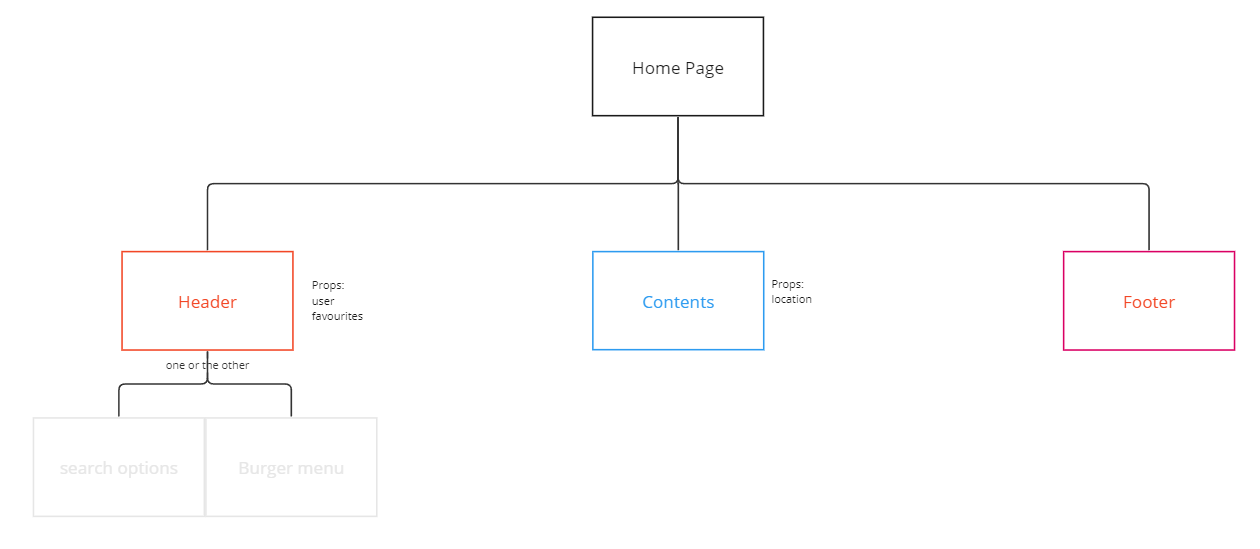 Home Page
Header
Props:
user
favourites
Contents
Props:
location
Footer
one or the other
search options
Burger menu